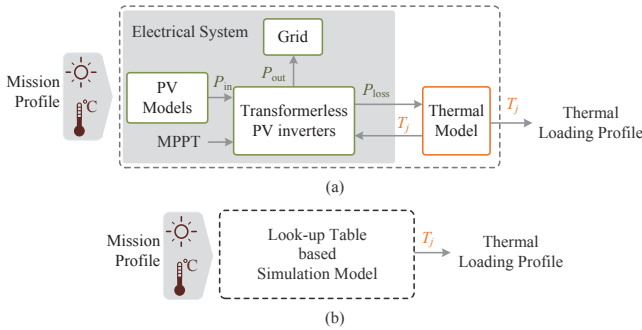 Electrical System
Grid
Mission
Profile
°C
PV
Models
P_in
P_out
P_loss
Transformerless
PV inverters
MPPT
T_j
Thermal
Model
T_j
Thermal
Loading Profile
(a)
Mission
Profile
°C
Look-up Table
based
Simulation Model
T_j
Thermal
Loading Profile
(b)